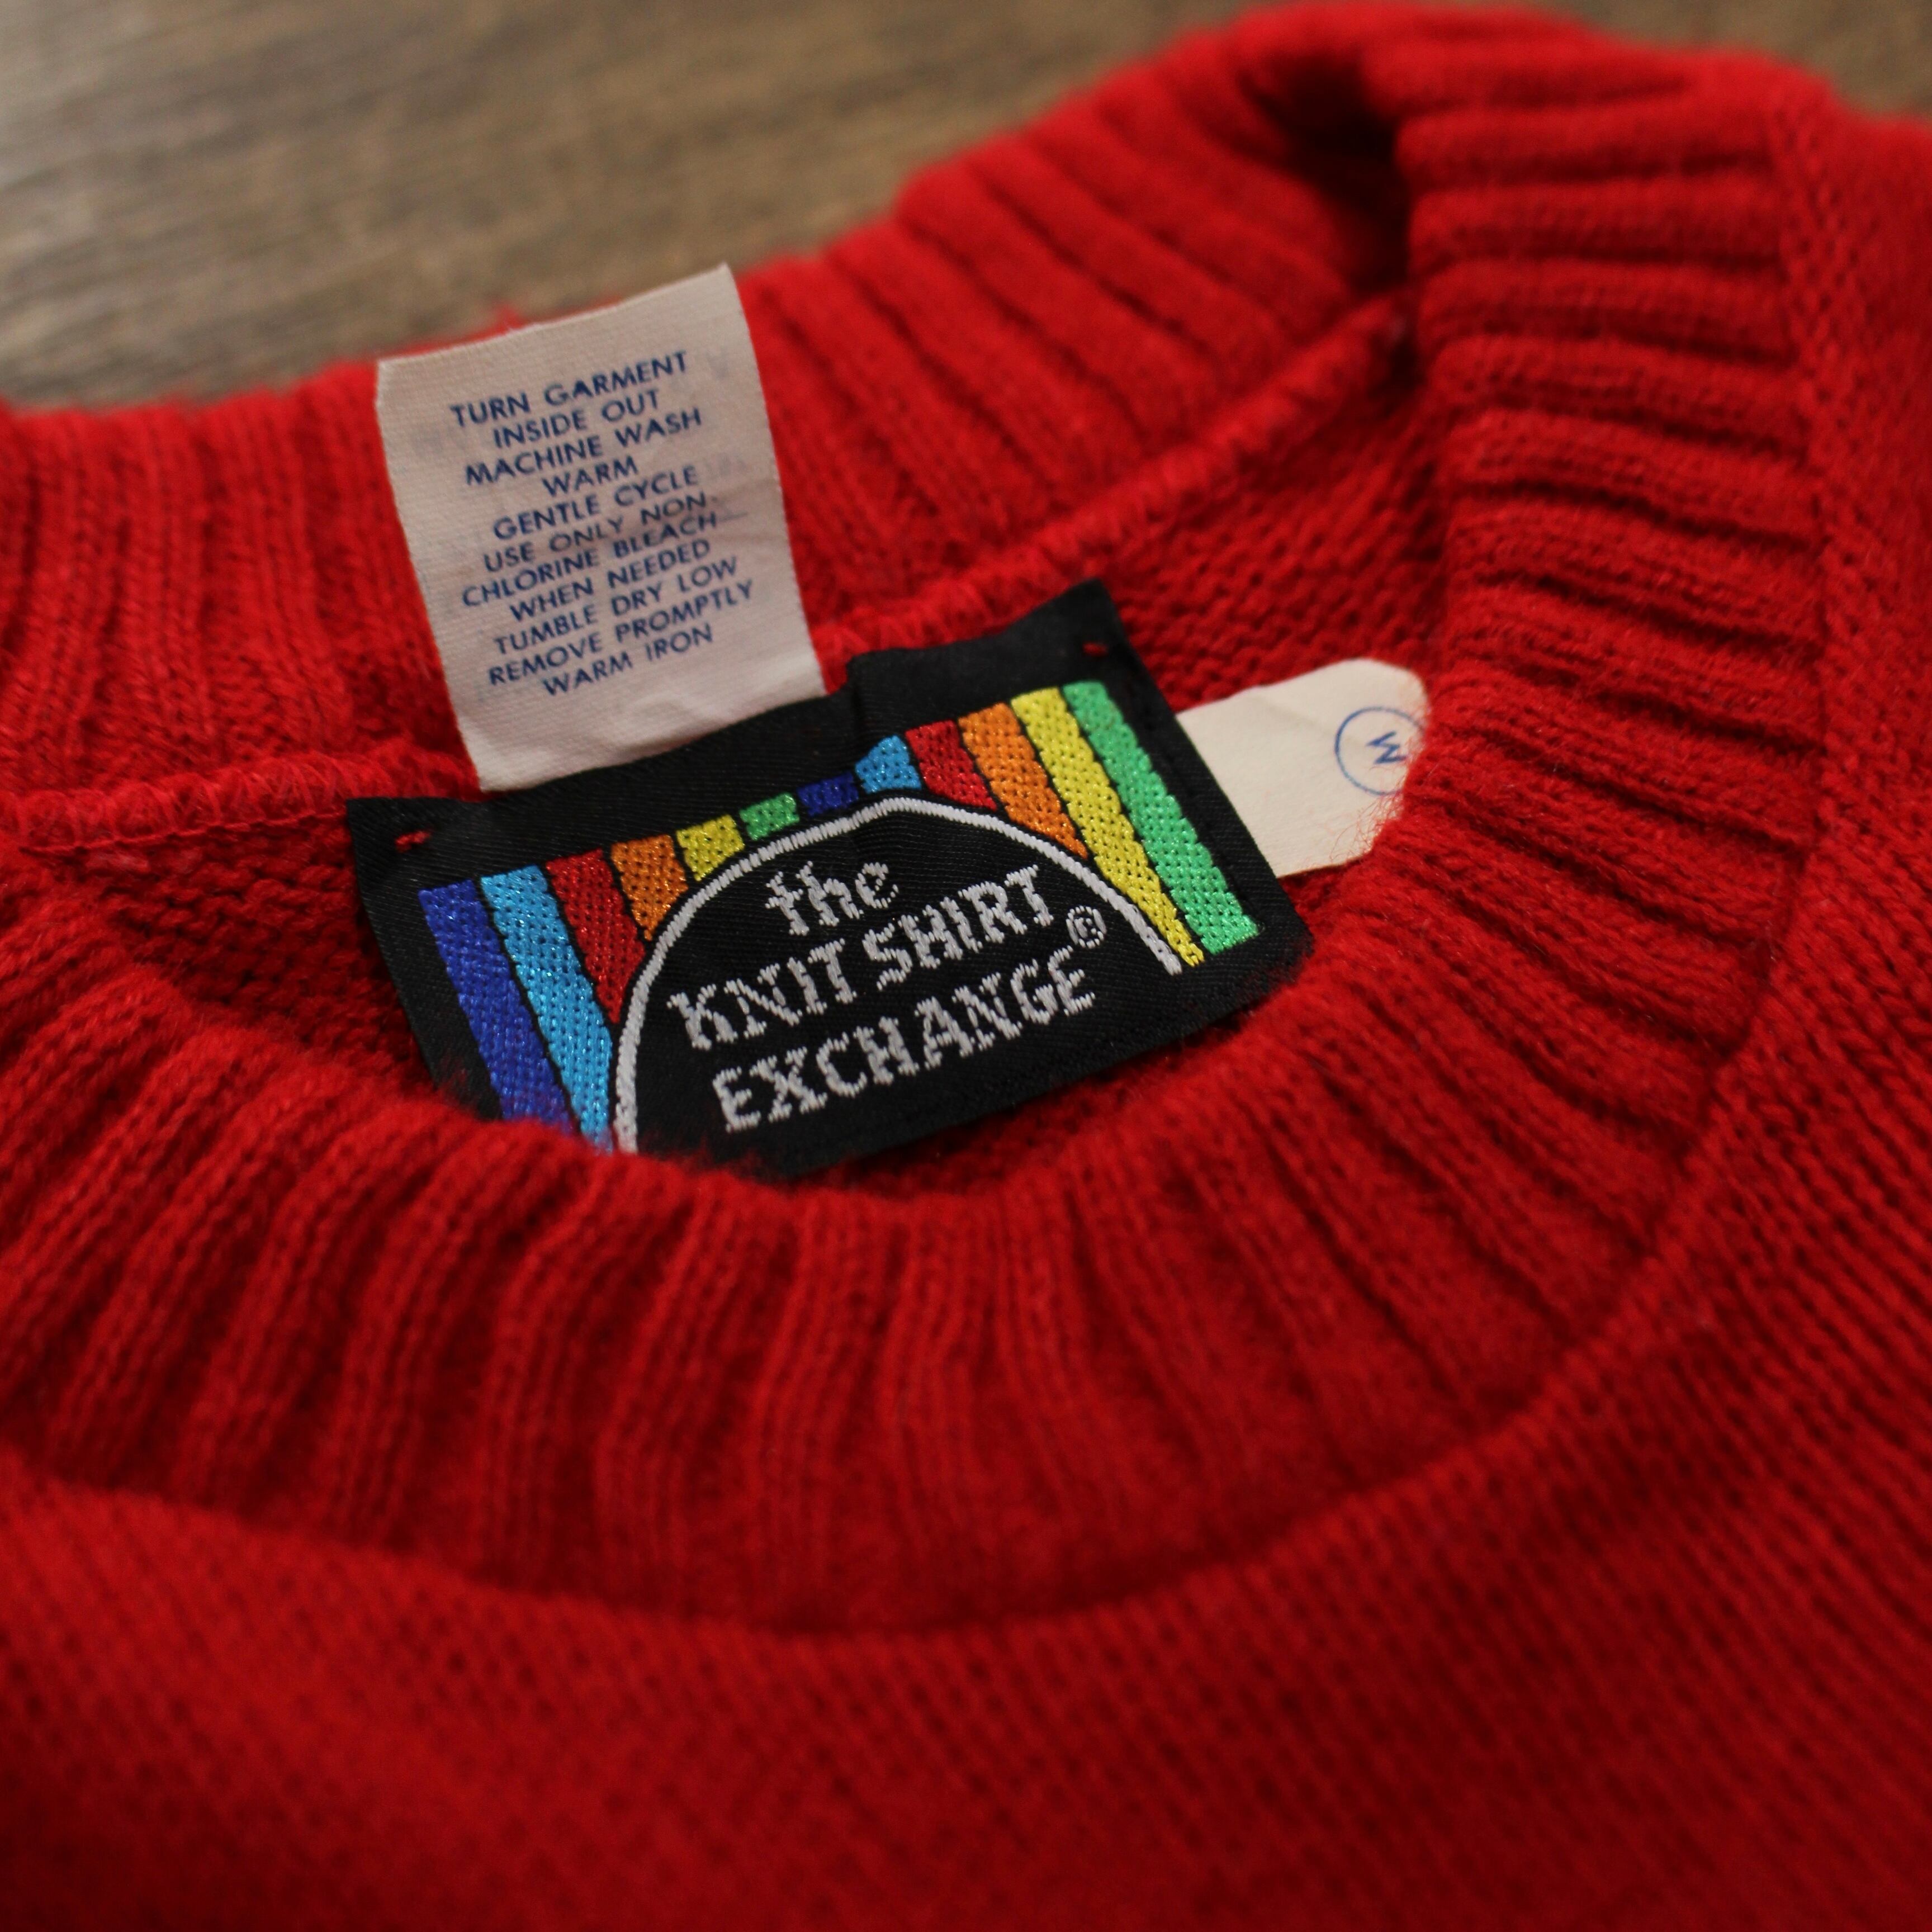 TURN GARMENT
INSIDE OUT
MACHINE WASH
WARM
GENTLE CYCLE
USE ONLY NON-
CHLORINE BLEACH
WHEN NEEDED
TUMBLE DRY LOW
REMOVE PROMPTLY
WARM IRON
the
KNIT SHIRT
EXCHANGE®
M